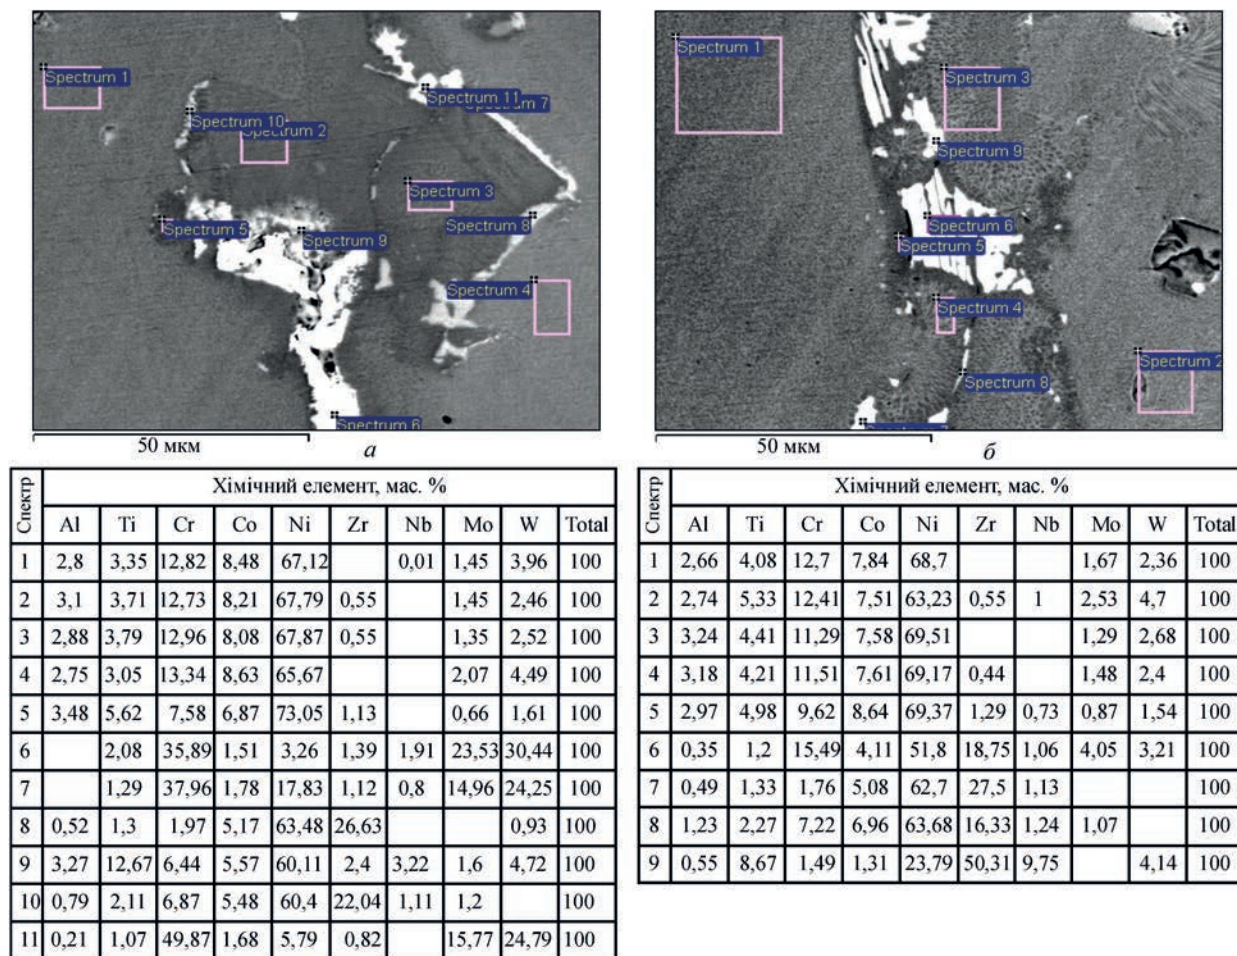 Spectrum 1
Spectrum 11
Spectrum 7
Spectrum 10
Spectrum 2
Spectrum 3
Spectrum 8
Spectrum 5
Spectrum 9
Spectrum 4
Spectrum 6
50 мкм
а
Spectrum 1
Spectrum 3
Spectrum 9
Spectrum 6
Spectrum 5
Spectrum 4
Spectrum 2
Spectrum 8
50 мкм
б
Спектр Хімічний елемент, мас. %
Al Ti Cr Co Ni Zr Nb Mo W Total
1 2,8 3,35 12,82 8,48 67,12 0,01 1,45 3,96 100
2 3,1 3,71 12,73 8,21 67,79 0,55 1,45 2,46 100
3 2,88 3,79 12,96 8,08 67,87 0,55 1,35 2,52 100
4 2,75 3,05 13,34 8,63 65,67 2,07 4,49 100
5 3,48 5,62 7,58 6,87 73,05 1,13 0,66 1,61 100
6 2,08 35,89 1,51 3,26 1,39 1,91 23,53 30,44 100
7 1,29 37,96 1,78 17,83 1,12 0,8 14,96 24,25 100
8 0,52 1,3 1,97 5,17 63,48 26,63 0,93 100
9 3,27 12,67 6,44 5,57 60,11 2,4 3,22 1,6 4,72 100
10 0,79 2,11 6,87 5,48 60,4 22,04 1,11 1,2 100
11 0,21 1,07 49,87 1,68 5,79 0,82 15,77 24,79 100
Спектр Хімічний елемент, мас. %
Al Ti Cr Co Ni Zr Nb Mo W Total
1 2,66 4,08 12,7 7,84 68,7 1,67 2,36 100
2 2,74 5,33 12,41 7,51 63,23 0,55 1 2,53 4,7 100
3 3,24 4,41 11,29 7,58 69,51 1,29 2,68 100
4 3,18 4,21 11,51 7,61 69,17 0,44 1,48 2,4 100
5 2,97 4,98 9,62 8,64 69,37 1,29 0,73 0,87 1,54 100
6 0,35 1,2 15,49 4,11 51,8 18,75 1,06 4,05 3,21 100
7 0,49 1,33 1,76 5,08 62,7 27,5 1,13 100
8 1,23 2,27 7,22 6,96 63,68 16,33 1,24 1,07 100
9 0,55 8,67 1,49 1,31 23,79 50,31 9,75 4,14 100